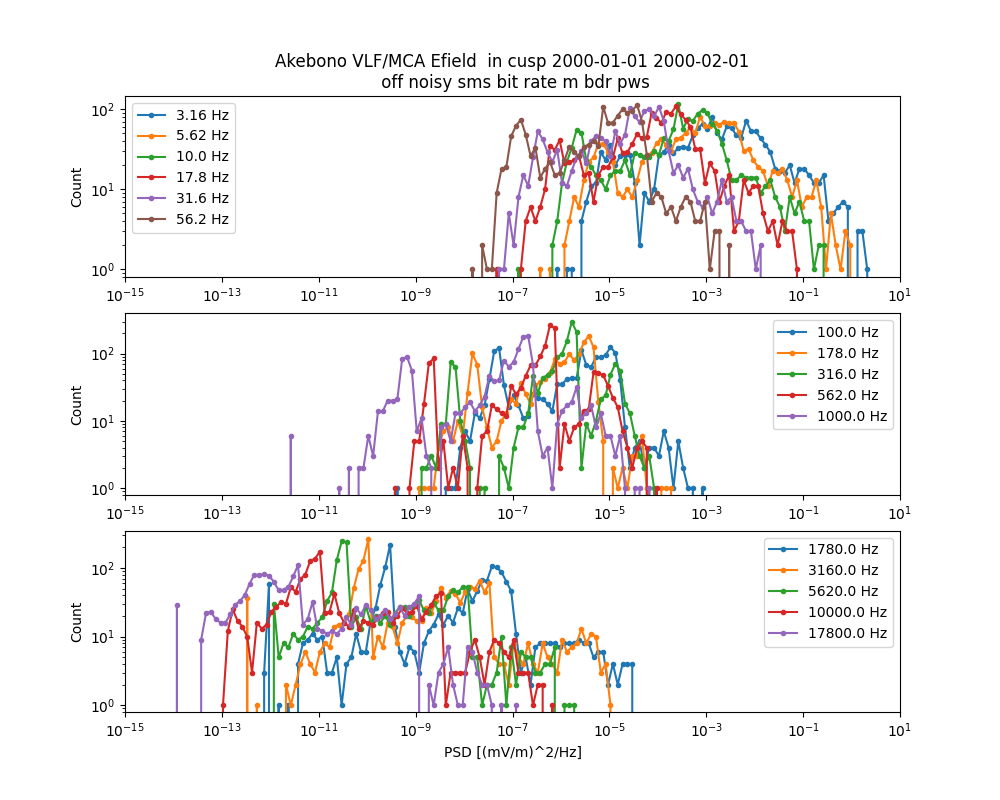 Akebono VLF/MCA Efield  in cusp 2000-01-01 2000-02-01
off noisy sms bit rate m bdr pws
Count
10^2
10^1
10^0
3.16 Hz
5.62 Hz
10.0 Hz
17.8 Hz
31.6 Hz
56.2 Hz
10^−15 10^−13 10^−11 10^−9 10^−7 10^−5 10^−3 10^−1 10^1
Count
10^2
10^1
10^0
100.0 Hz
178.0 Hz
316.0 Hz
562.0 Hz
1000.0 Hz
10^−15 10^−13 10^−11 10^−9 10^−7 10^−5 10^−3 10^−1 10^1
Count
10^2
10^1
10^0
1780.0 Hz
3160.0 Hz
5620.0 Hz
10000.0 Hz
17800.0 Hz
10^−15 10^−13 10^−11 10^−9 10^−7 10^−5 10^−3 10^−1 10^1
PSD [(mV/m)^2/Hz]